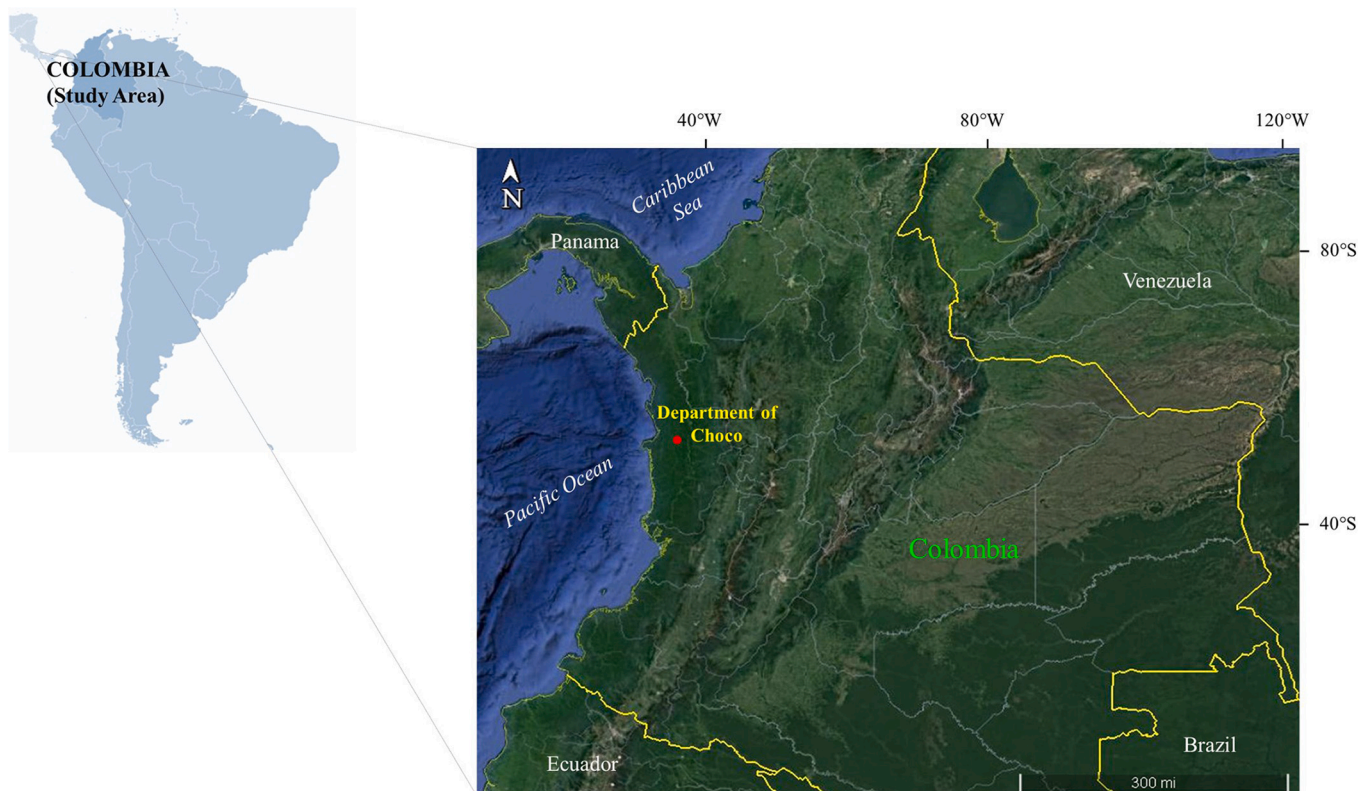 COLOMBIA
(Study Area)
40°W
80°W
120°W
N
Caribbean
Sea
Panama
80°S
Venezuela
Department of
Choco
Pacific Ocean
40°S
Colombia
Brazil
Ecuador
300 mi